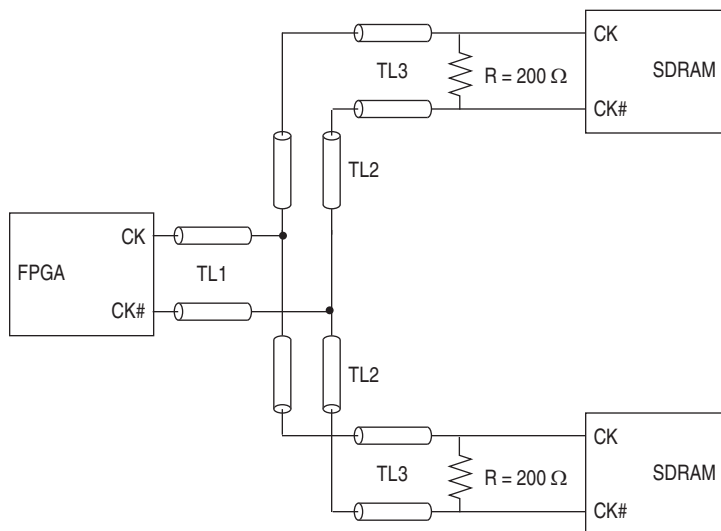 CK
SDRAM
TL3
R = 200 Ω
CK#
TL2
CK
FPGA
TL1
CK#
TL2
CK
SDRAM
TL3
R = 200 Ω
CK#